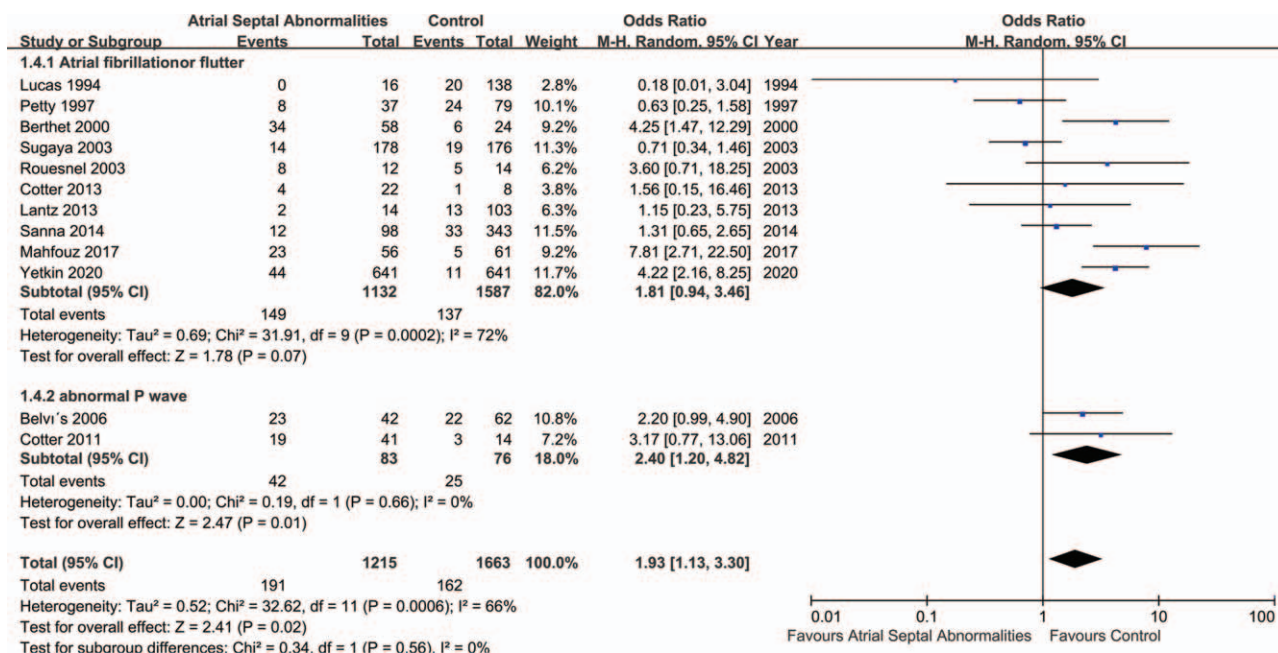 Atrial Septal Abnormalities Control Odds Ratio Odds Ratio
Study or Subgroup Events Total Events Total Weight M-H, Random, 95% CI Year M-H, Random, 95% CI
1.4.1 Atrial fibrillationor flutter
Lucas 1994 0 16 20 138 2.8% 0.18 [0.01, 3.04] 1994
Petty 1997 8 37 24 79 10.1% 0.63 [0.25, 1.58] 1997
Berthet 2000 34 58 6 24 9.2% 4.25 [1.47, 12.29] 2000
Sugaya 2003 14 178 19 176 11.3% 0.71 [0.34, 1.46] 2003
Rouesnel 2003 8 12 5 14 6.2% 3.60 [0.71, 18.25] 2003
Cotter 2013 4 22 1 8 3.8% 1.56 [0.15, 16.46] 2013
Lantz 2013 2 14 13 103 6.3% 1.15 [0.23, 5.75] 2013
Sanna 2014 12 98 33 343 11.5% 1.31 [0.65, 2.65] 2014
Mahfouz 2017 23 56 5 61 9.2% 7.81 [2.71, 22.50] 2017
Yetkin 2020 44 641 11 641 11.7% 4.22 [2.16, 8.25] 2020
Subtotal (95% CI) 1132 1587 82.0% 1.81 [0.94, 3.46]
Total events 149 137
Heterogeneity: Tau² = 0.69; Chi² = 31.91, df = 9 (P = 0.0002); I² = 72%
Test for overall effect: Z = 1.78 (P = 0.07)
1.4.2 abnormal P wave
Belvı´s 2006 23 42 22 62 10.8% 2.20 [0.99, 4.90] 2006
Cotter 2011 19 41 3 14 7.2% 3.17 [0.77, 13.06] 2011
Subtotal (95% CI) 83 76 18.0% 2.40 [1.20, 4.82]
Total events 42 25
Heterogeneity: Tau² = 0.00; Chi² = 0.19, df = 1 (P = 0.66); I² = 0%
Test for overall effect: Z = 2.47 (P = 0.01)
Total (95% CI) 1215 1663 100.0% 1.93 [1.13, 3.30]
Total events 191 162
Heterogeneity: Tau² = 0.52; Chi² = 32.62, df = 11 (P = 0.0006); I² = 66%
Test for overall effect: Z = 2.41 (P = 0.02)
Test for subgroup differences: Chi² = 0.34, df = 1 (P = 0.56), I² = 0%
0.01 0.1 1 10 100
Favours Atrial Septal Abnormalities Favours Control